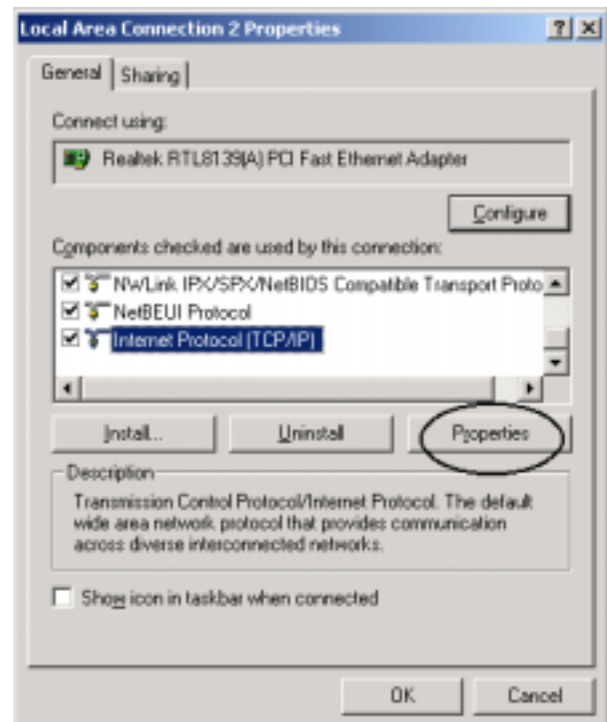 Local Area Connection 2 Properties
General
Sharing
Connect using:
Realtek RTL8139(A) PCI Fast Ethernet Adapter
Configure
Components checked are used by this connection:
NWLink IPX/SPX/NetBIOS Compatible Transport Proto
NetBEUI Protocol
Internet Protocol (TCP/IP)
Install...
Uninstall
Properties
Description
Transmission Control Protocol/Internet Protocol. The default
wide area network protocol that provides communication
across diverse interconnected networks.
Show icon in taskbar when connected
OK
Cancel